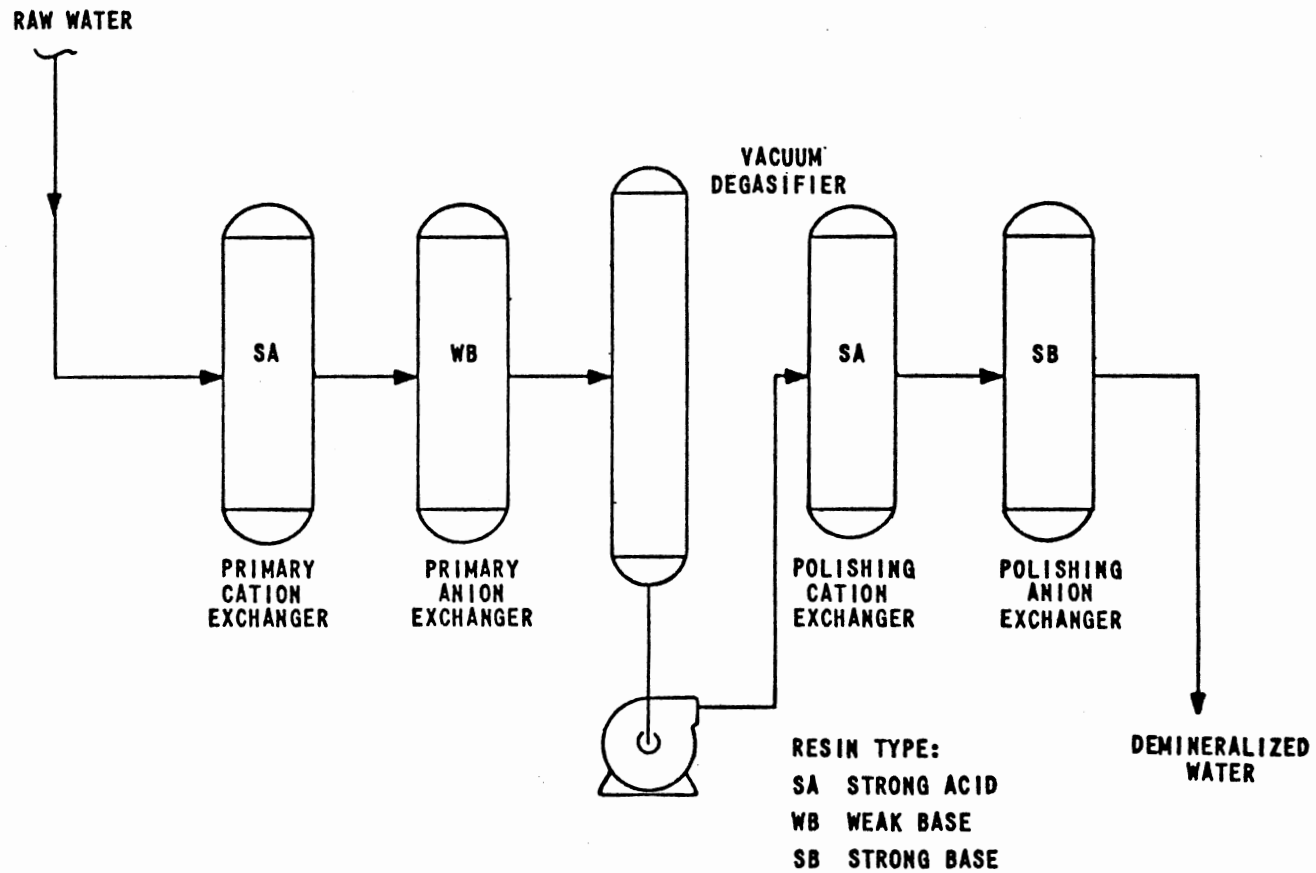 RAW WATER
VACUUM
DEGASIFIER
SA
WB
SA
SB
PRIMARY
CATION
EXCHANGER
PRIMARY
ANION
EXCHANGER
POLISHING
CATION
EXCHANGER
POLISHING
ANION
EXCHANGER
RESIN TYPE:
SA STRONG ACID
WB WEAK BASE
SB STRONG BASE
DEMINERALIZED
WATER